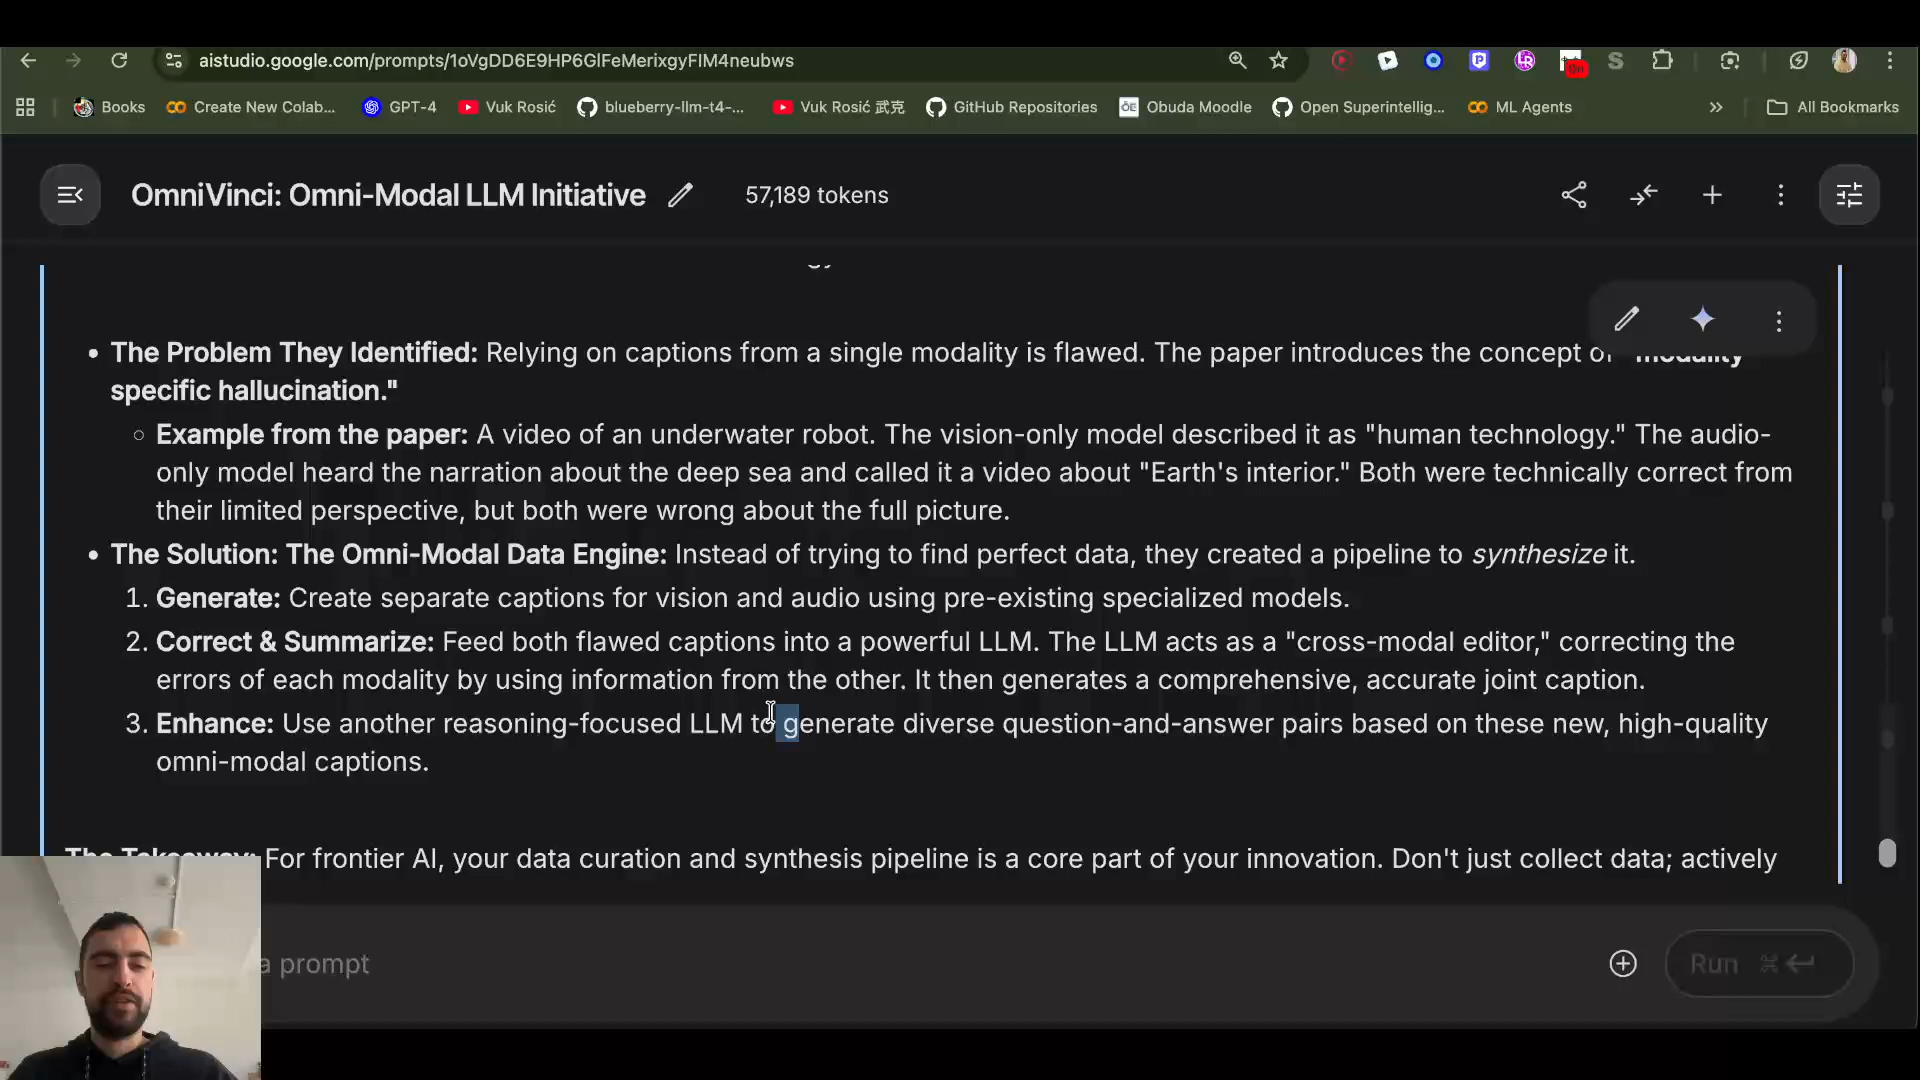 aistudio.google.com/prompts/1oVgDD6E9HP6GlFeMerixgyFIM4neubws
Books
Create New Colab...
GPT-4
Vuk Rosić
blueberry-llm-t4-...
Vuk Rosić 武克
GitHub Repositories
Obuda Moodle
Open Superintellig...
ML Agents
»
All Bookmarks
OmniVinci: Omni-Modal LLM Initiative
57,189 tokens
• The Problem They Identified: Relying on captions from a single modality is flawed. The paper introduces the concept of "modality
specific hallucination."
○ Example from the paper: A video of an underwater robot. The vision-only model described it as "human technology." The audio-
only model heard the narration about the deep sea and called it a video about "Earth's interior." Both were technically correct from
their limited perspective, but both were wrong about the full picture.
• The Solution: The Omni-Modal Data Engine: Instead of trying to find perfect data, they created a pipeline to synthesize it.
1. Generate: Create separate captions for vision and audio using pre-existing specialized models.
2. Correct & Summarize: Feed both flawed captions into a powerful LLM. The LLM acts as a "cross-modal editor," correcting the
errors of each modality by using information from the other. It then generates a comprehensive, accurate joint caption.
3. Enhance: Use another reasoning-focused LLM to generate diverse question-and-answer pairs based on these new, high-quality
omni-modal captions.
The Takeaway: For frontier AI, your data curation and synthesis pipeline is a core part of your innovation. Don't just collect data; actively
a prompt
Run ⌘ ↵